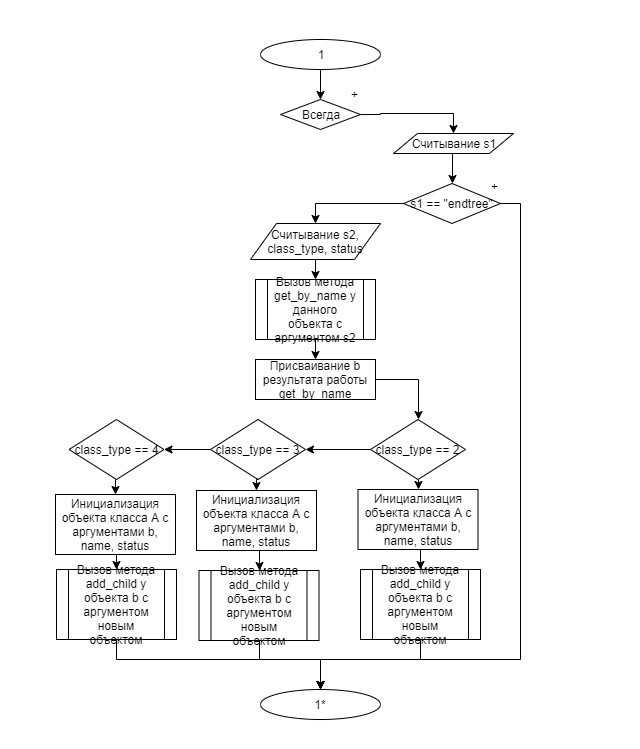 1
+
Всегда
Считывание s1
+
s1 == "endtree"
Считывание s2,
class_type, status
Вызов метода
get_by_name у
данного
объекта с
аргументом s2
Присваивание b
результата работы
get_by_name
class_type == 4
class_type == 3
class_type == 2
Инициализация
объекта класса А с
аргументами b,
name, status
Инициализация
объекта класса А с
аргументами b,
name, status
Инициализация
объекта класса А с
аргументами b,
name, status
Вызов метода
add_child у
объекта b с
аргументом
новым
объектом
Вызов метода
add_child у
объекта b с
аргументом
новым
объектом
Вызов метода
add_child у
объекта b с
аргументом
новым
объектом
1*